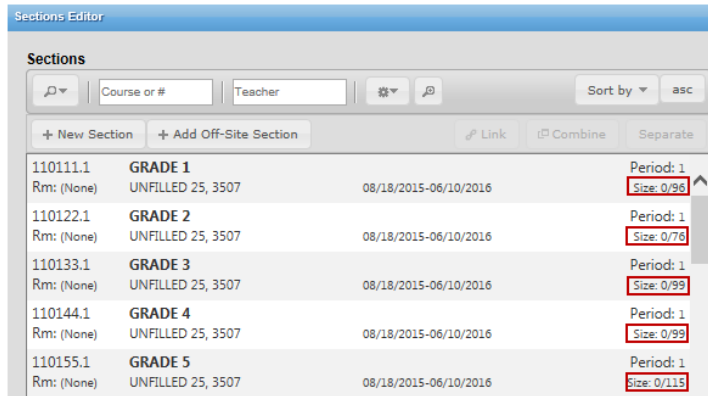 Sections Editor
Sections
Course or # Teacher Sort by asc
+ New Section + Add Off-Site Section Link Combine Separate
110111.1 GRADE 1 Period: 1
Rm: (None) UNFILLED 25, 3507 08/18/2015-06/10/2016 Size: 0/96
110122.1 GRADE 2 Period: 1
Rm: (None) UNFILLED 25, 3507 08/18/2015-06/10/2016 Size: 0/76
110133.1 GRADE 3 Period: 1
Rm: (None) UNFILLED 25, 3507 08/18/2015-06/10/2016 Size: 0/99
110144.1 GRADE 4 Period: 1
Rm: (None) UNFILLED 25, 3507 08/18/2015-06/10/2016 Size: 0/99
110155.1 GRADE 5 Period: 1
Rm: (None) UNFILLED 25, 3507 08/18/2015-06/10/2016 Size: 0/115